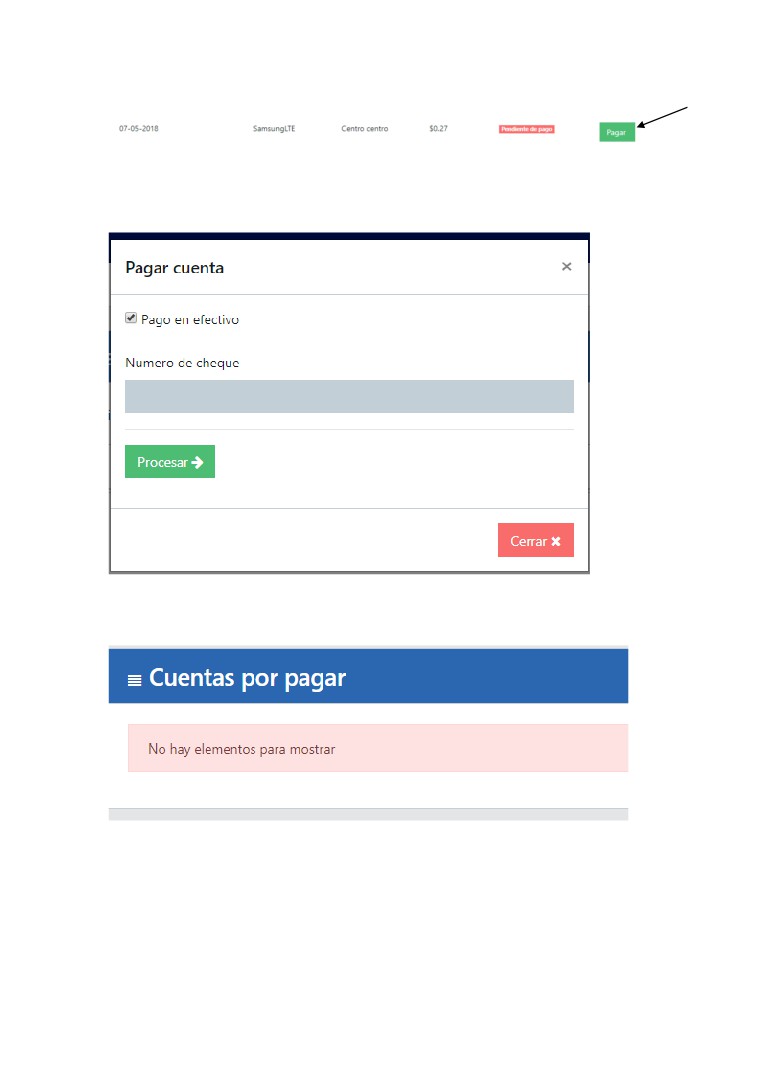 07-05-2018 SamsungLTE Centro centro $0.27 Pendiente de pago Pagar
Pagar cuenta ×
Pago en efectivo
Numero de cheque
Procesar
Cerrar
Cuentas por pagar
No hay elementos para mostrar